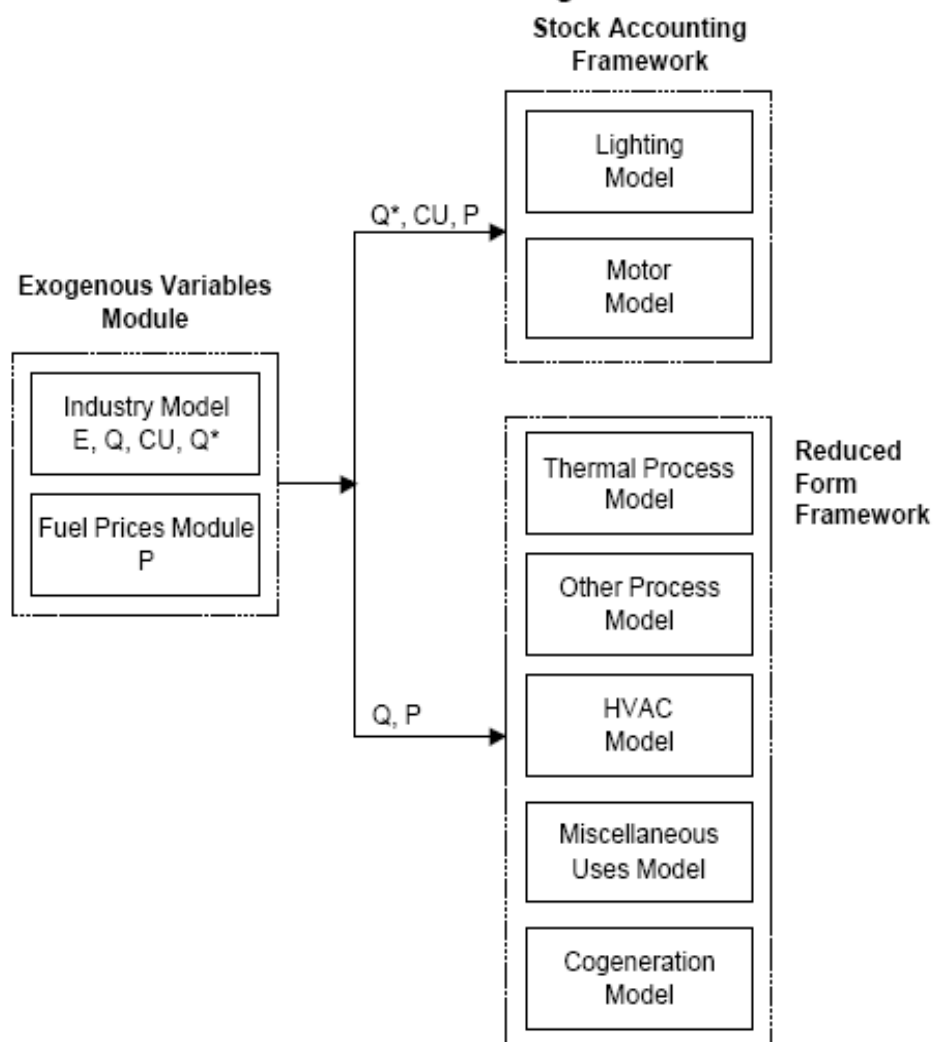 Stock Accounting
Framework
Lighting
Model
Q*, CU, P
Motor
Model
Exogenous Variables
Module
Industry Model
E, Q, CU, Q*
Fuel Prices Module
P
Thermal Process
Model
Reduced
Form
Framework
Other Process
Model
Q, P
HVAC
Model
Miscellaneous
Uses Model
Cogeneration
Model